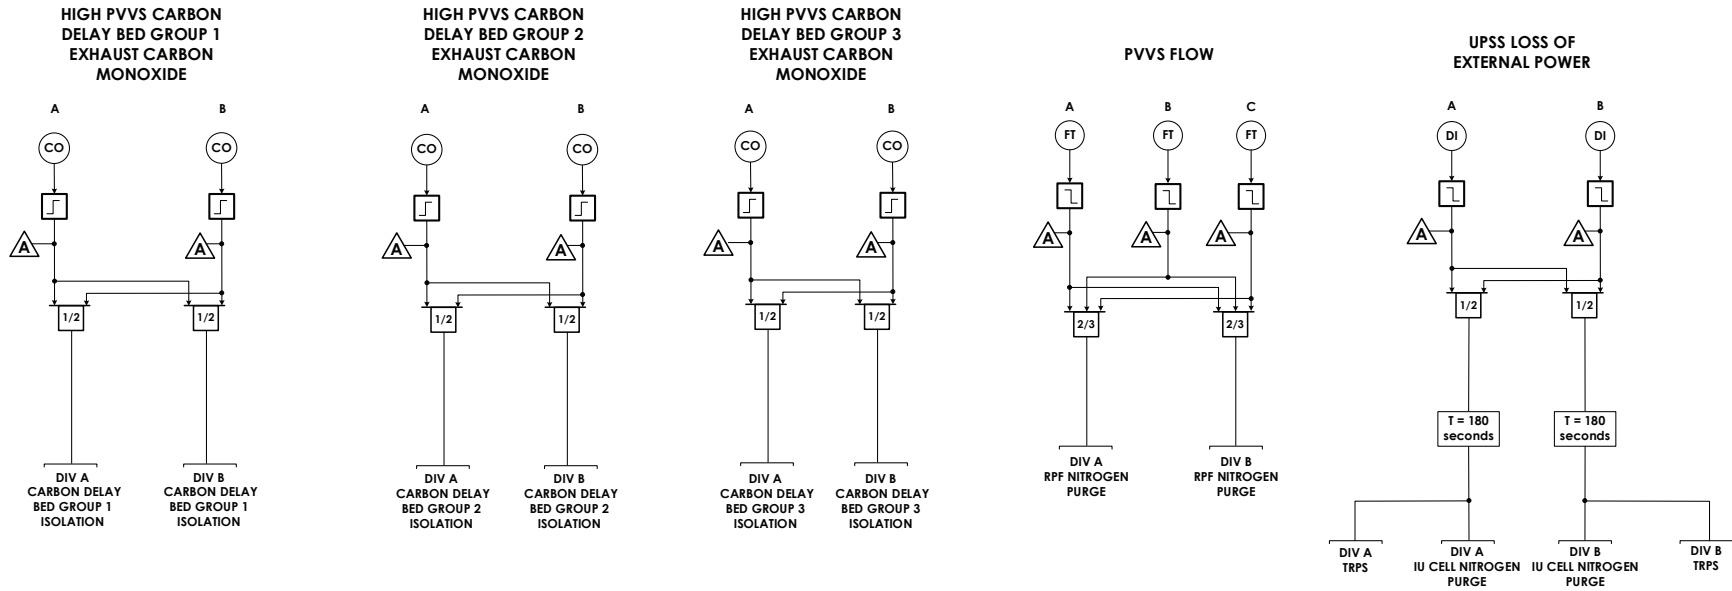 HIGH PVVS CARBON
DELAY BED GROUP 1
EXHAUST CARBON
MONOXIDE
A
B
CO
CO
A
A
1/2
1/2
DIV A
CARBON DELAY
BED GROUP 1
ISOLATION
DIV B
CARBON DELAY
BED GROUP 1
ISOLATION
HIGH PVVS CARBON
DELAY BED GROUP 2
EXHAUST CARBON
MONOXIDE
A
B
CO
CO
A
A
1/2
1/2
DIV A
CARBON DELAY
BED GROUP 2
ISOLATION
DIV B
CARBON DELAY
BED GROUP 2
ISOLATION
HIGH PVVS CARBON
DELAY BED GROUP 3
EXHAUST CARBON
MONOXIDE
A
B
CO
CO
A
A
1/2
1/2
DIV A
CARBON DELAY
BED GROUP 3
ISOLATION
DIV B
CARBON DELAY
BED GROUP 3
ISOLATION
PVVS FLOW
A
B
C
FT
FT
FT
A
A
A
2/3
2/3
DIV A
RPF NITROGEN
PURGE
DIV B
RPF NITROGEN
PURGE
UPSS LOSS OF
EXTERNAL POWER
A
B
DI
DI
A
A
1/2
1/2
T = 180
seconds
T = 180
seconds
DIV A
TRPS
DIV A
IU CELL NITROGEN
PURGE
DIV B
IU CELL NITROGEN
PURGE
DIV B
TRPS